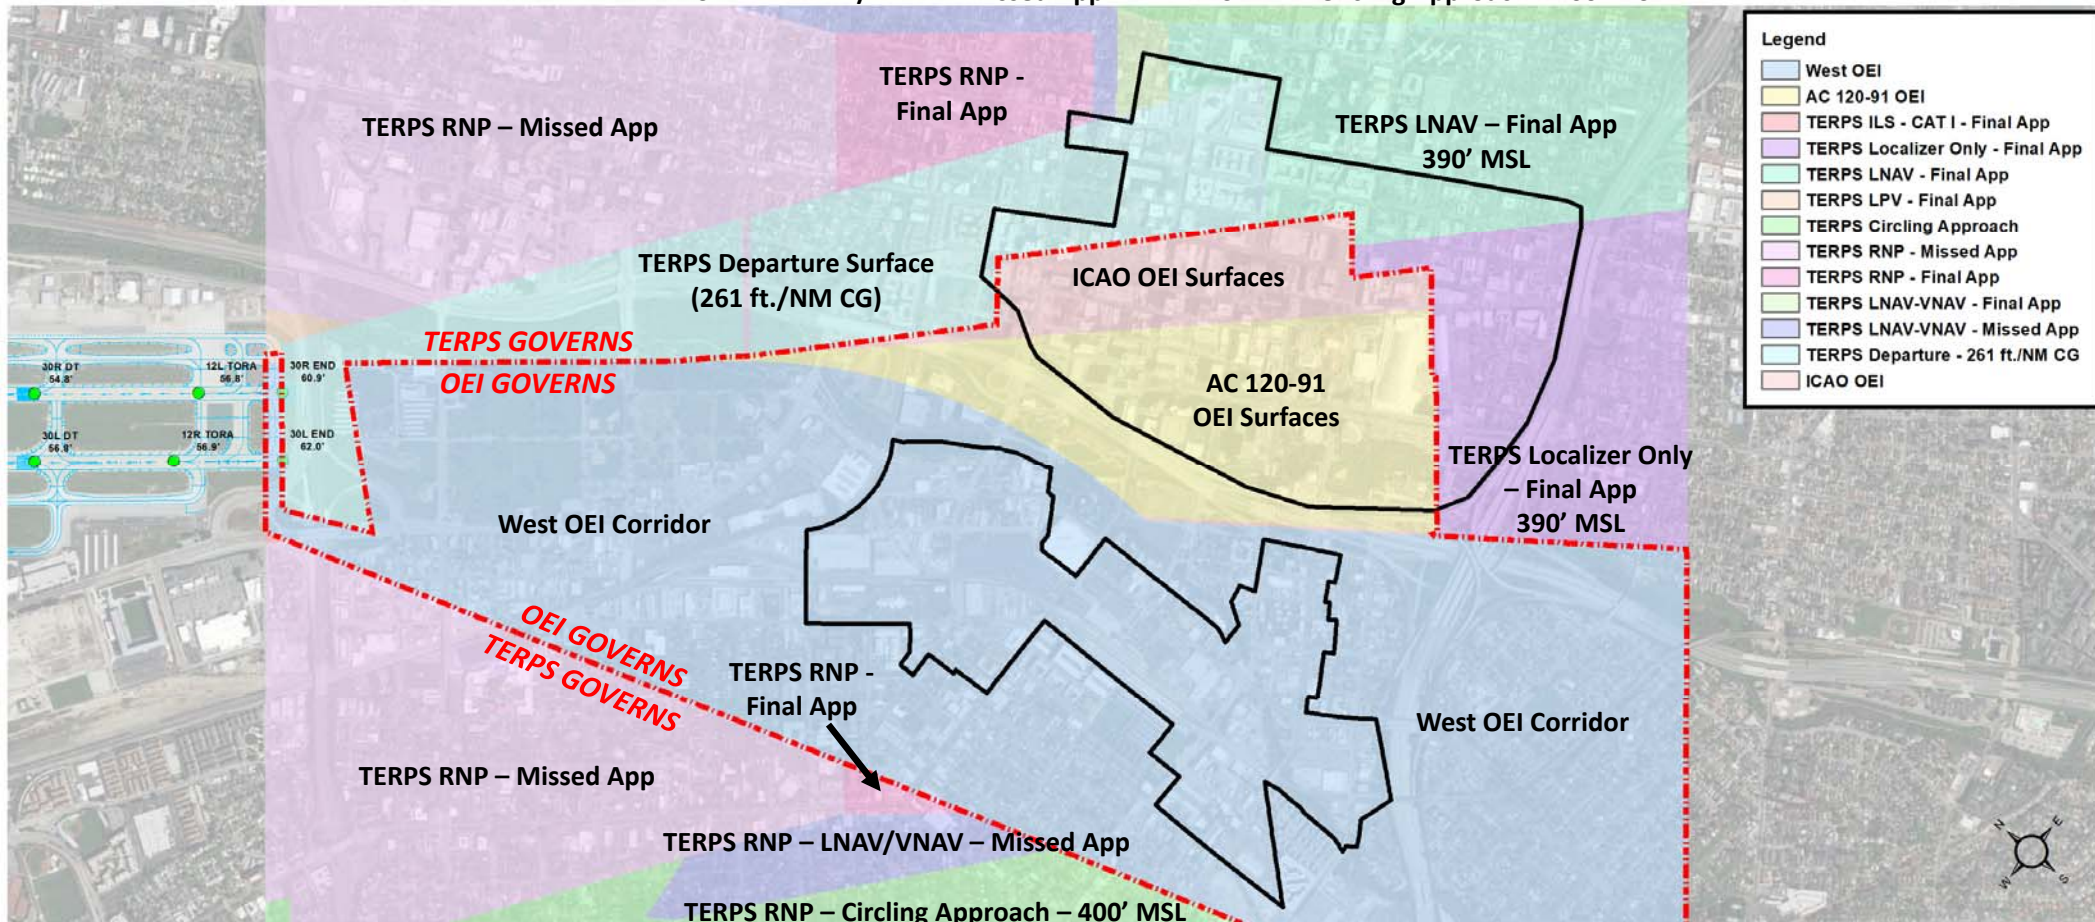 TERPS RNP -
Final App
TERPS RNP – Missed App
TERPS LNAV – Final App
390' MSL
TERPS Departure Surface
(261 ft./NM CG)
ICAO OEI Surfaces
TERPS GOVERNS
OEI GOVERNS
AC 120-91
OEI Surfaces
30R DT
54.8'
12L TORA
56.8'
30R END
60.9'
30L DT
56.8'
12R TORA
56.9'
30L END
62.0'
West OEI Corridor
TERPS Localizer Only
– Final App
390' MSL
OEI GOVERNS
TERPS GOVERNS
TERPS RNP -
Final App
West OEI Corridor
TERPS RNP – Missed App
TERPS RNP – LNAV/VNAV – Missed App
TERPS RNP – Circling Approach – 400' MSL
Legend
West OEI
AC 120-91 OEI
TERPS ILS - CAT I - Final App
TERPS Localizer Only - Final App
TERPS LNAV - Final App
TERPS LPV - Final App
TERPS Circling Approach
TERPS RNP - Missed App
TERPS RNP - Final App
TERPS LNAV-VNAV - Final App
TERPS LNAV-VNAV - Missed App
TERPS Departure - 261 ft./NM CG
ICAO OEI
N
E
W
S